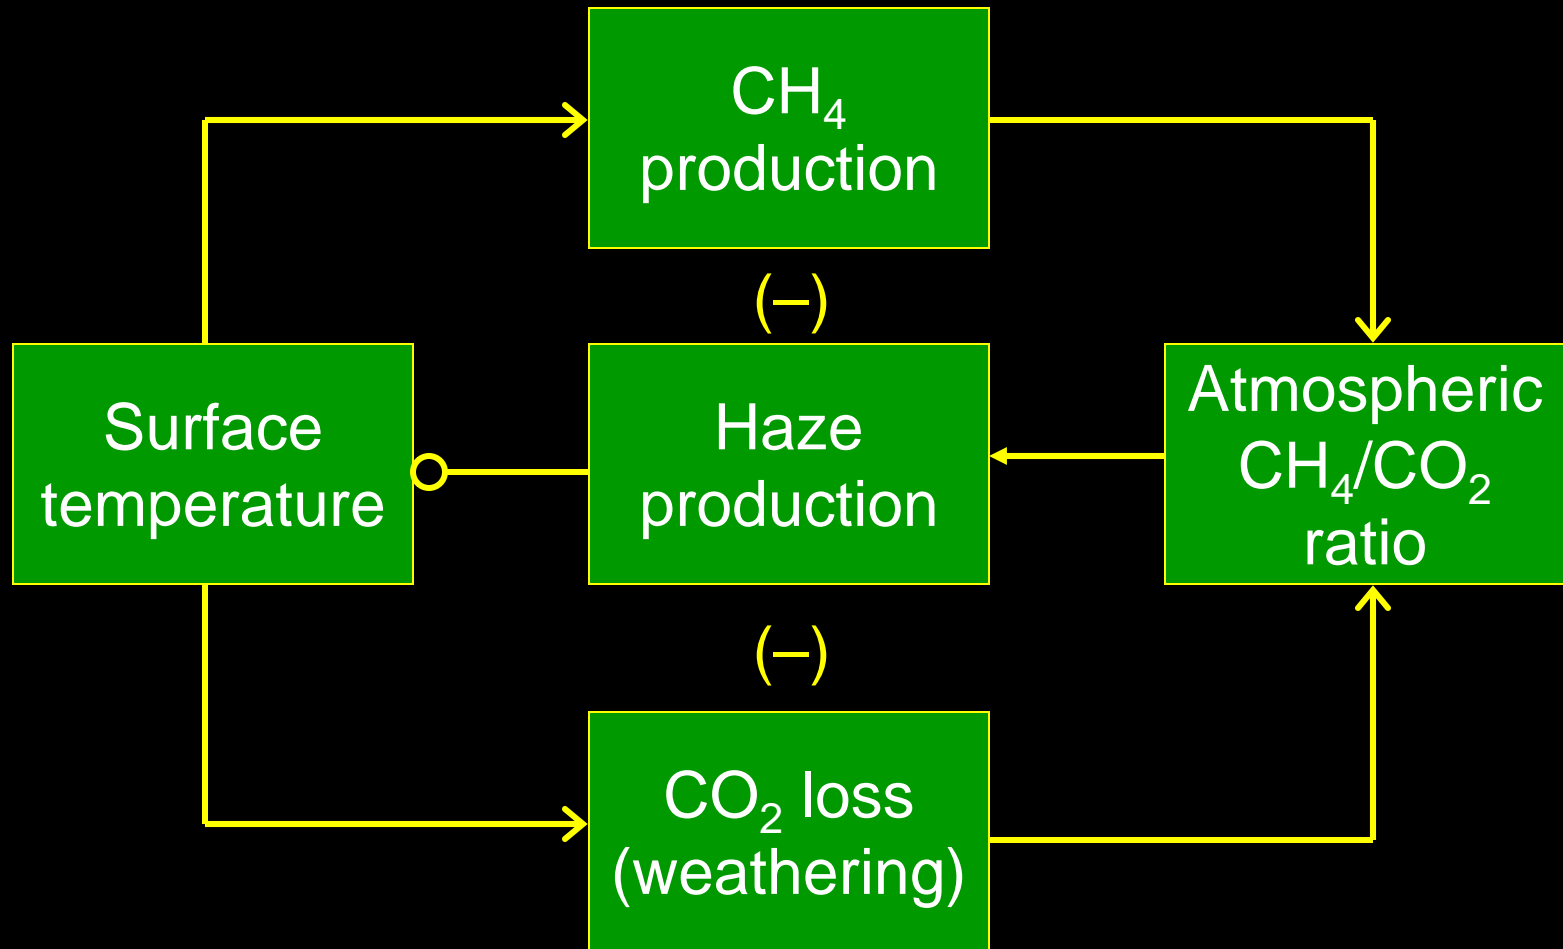 CH₄
production
(–)
Surface
temperature
Haze
production
Atmospheric
CH₄/CO₂
ratio
(–)
CO₂ loss
(weathering)